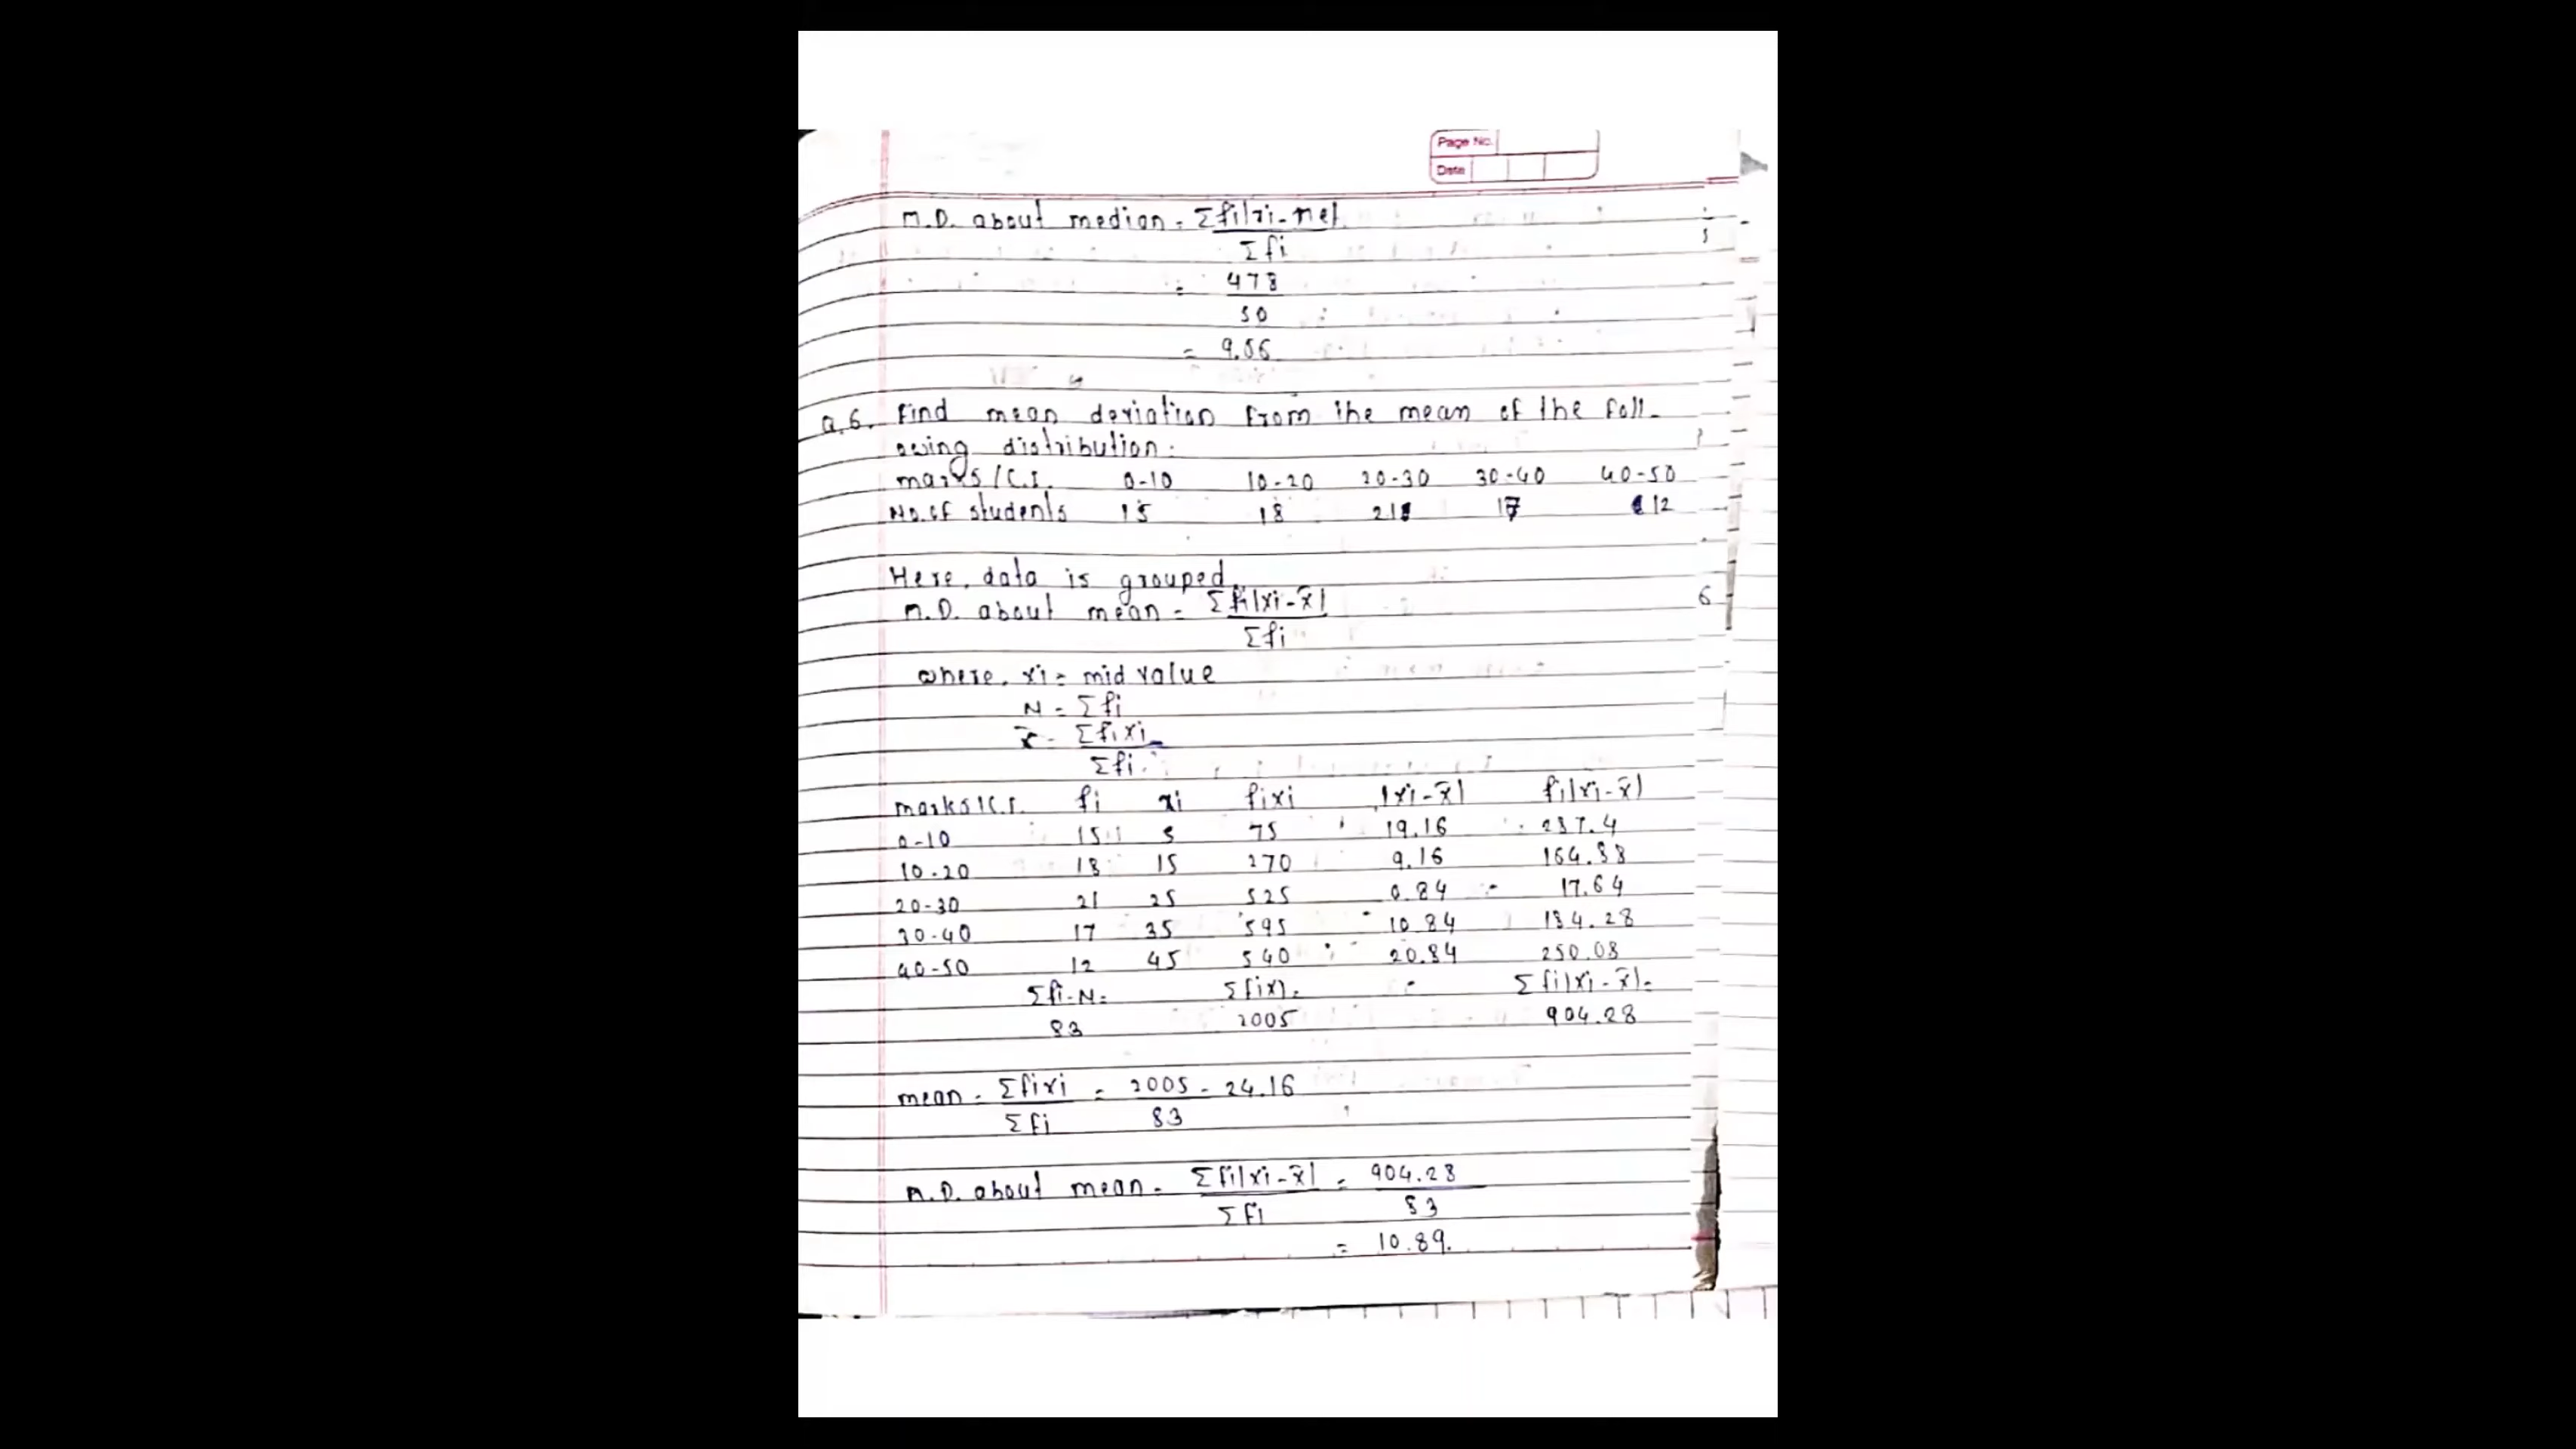 Page No.
Date
M.D. about median = Σfi|xi-Me|
Σfi
= 478
50
= 9.56
Q.6. Find mean deviation from the mean of the foll-
owing distribution:
marks/C.I. 0-10 10-20 20-30 30-40 40-50
No. of students 15 18 21 17 12
Here, data is grouped.
M.D. about mean = Σfi|xi-x̄|
Σfi
6
where, xi = mid value
N = Σfi
x̄ = Σfixi
Σfi
marks/C.I. fi xi fixi |xi-x̄| fi|xi-x̄|
0-10 15 5 75 19.16 287.4
10-20 18 15 270 9.16 164.88
20-30 21 25 525 0.84 17.64
30-40 17 35 595 10.84 184.28
40-50 12 45 540 20.84 250.08
Σfi=N= Σfixi= Σfi|xi-x̄|=
83 2005 904.28
mean = Σfixi = 2005 = 24.16
Σfi 83
M.D. about mean = Σfi|xi-x̄| = 904.28
Σfi 83
= 10.89.